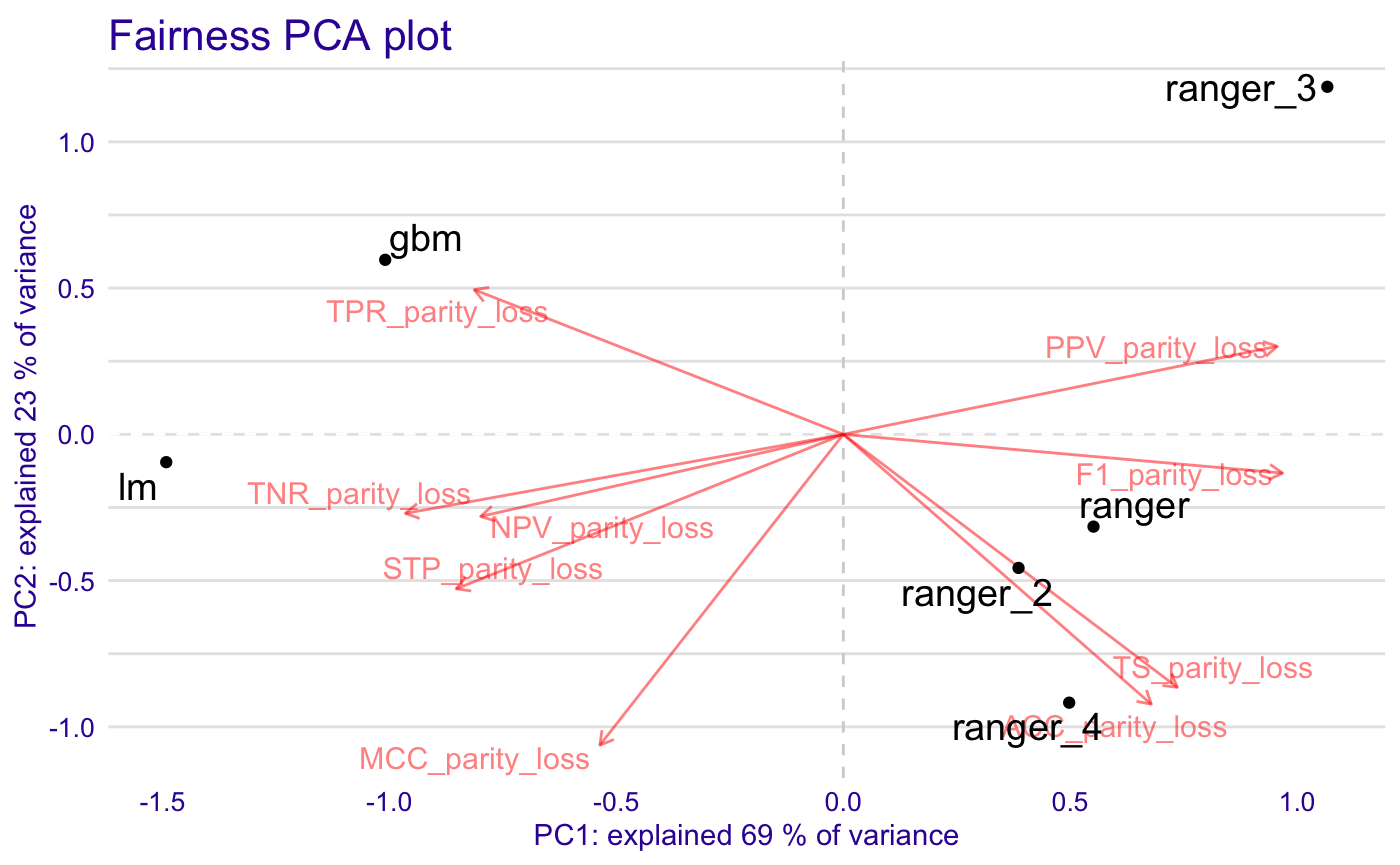 Fairness PCA plot
ranger_3
1.0
gbm
0.5
TPR_parity_loss
PPV_parity_loss
0.0
F1_parity_loss
lm
TNR_parity_loss
ranger
NPV_parity_loss
STP_parity_loss
-0.5
ranger_2
TS_parity_loss
-1.0
ranger_4
ACC_parity_loss
MCC_parity_loss
-1.5
-1.0
-0.5
0.0
0.5
1.0
PC1: explained 69 % of variance
PC2: explained 23 % of variance